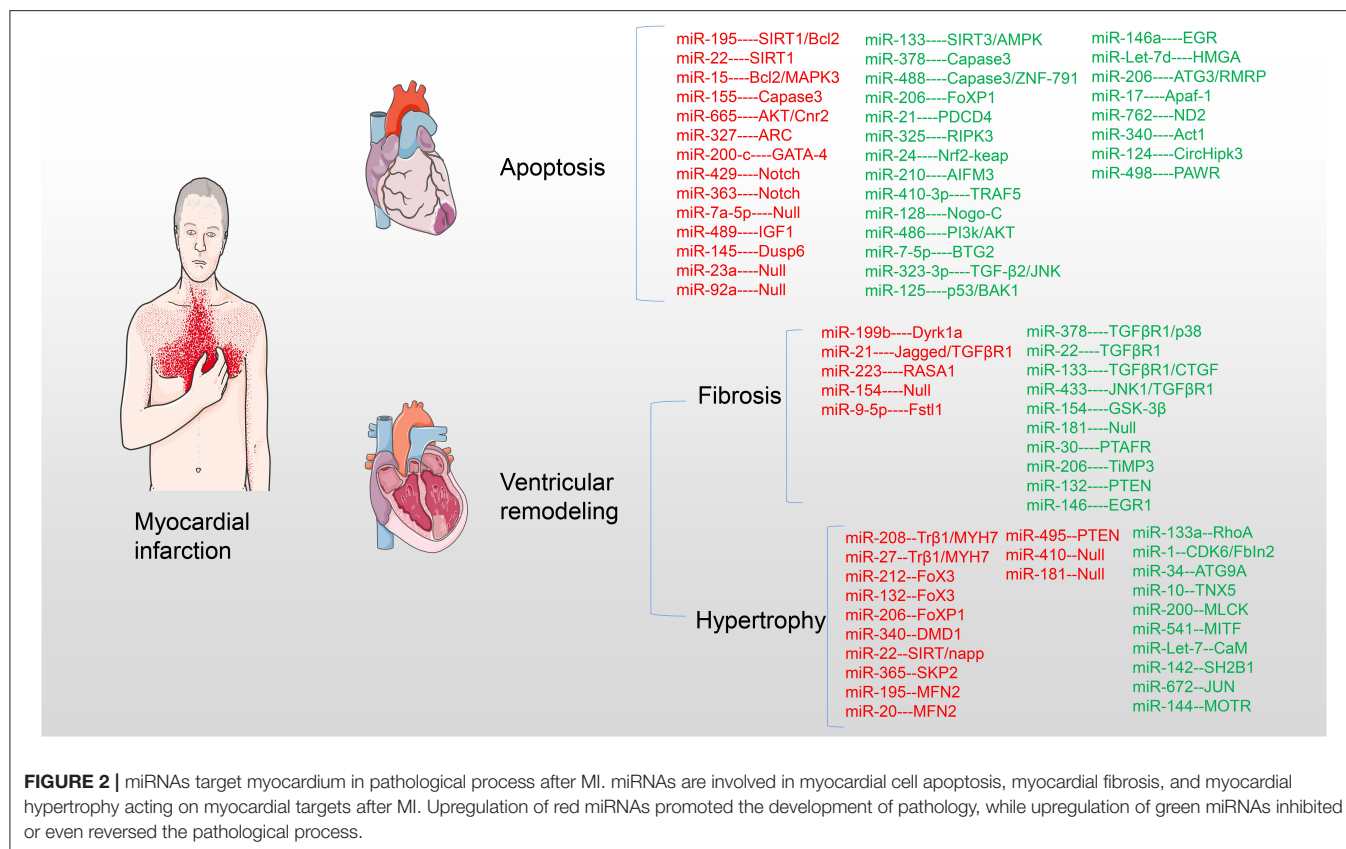 miR-195----SIRT1/Bcl2
miR-22----SIRT1
miR-15----Bcl2/MAPK3
miR-155----Capase3
miR-665----AKT/Cnr2
miR-327----ARC
miR-200-c----GATA-4
miR-429----Notch
miR-363----Notch
miR-7a-5p----Null
miR-489----IGF1
miR-145----Dusp6
miR-23a----Null
miR-92a----Null
miR-133----SIRT3/AMPK
miR-378----Capase3
miR-488----Capase3/ZNF-791
miR-206----FoXP1
miR-21----PDCD4
miR-325----RIPK3
miR-24----Nrf2-keap
miR-210----AIFM3
miR-410-3p----TRAF5
miR-128----Nogo-C
miR-486----PI3k/AKT
miR-7-5p----BTG2
miR-323-3p----TGF-β2/JNK
miR-125----p53/BAK1
miR-146a----EGR
miR-Let-7d----HMGA
miR-206----ATG3/RMRP
miR-17----Apaf-1
miR-762----ND2
miR-340----Act1
miR-124----CircHipk3
miR-498----PAWR
Apoptosis
Myocardial
infarction
Ventricular
remodeling
Fibrosis
miR-199b----Dyrk1a
miR-21----Jagged/TGFβR1
miR-223----RASA1
miR-154----Null
miR-9-5p----Fstl1
miR-378----TGFβR1/p38
miR-22----TGFβR1
miR-133----TGFβR1/CTGF
miR-433----JNK1/TGFβR1
miR-154----GSK-3β
miR-181----Null
miR-30----PTAFR
miR-206----TiMP3
miR-132----PTEN
miR-146----EGR1
Hypertrophy
miR-208--Trβ1/MYH7
miR-27--Trβ1/MYH7
miR-212--FoX3
miR-132--FoX3
miR-206--FoXP1
miR-340--DMD1
miR-22--SIRT/napp
miR-365--SKP2
miR-195--MFN2
miR-20---MFN2
miR-495--PTEN
miR-410--Null
miR-181--Null
miR-133a--RhoA
miR-1--CDK6/Fbln2
miR-34--ATG9A
miR-10--TNX5
miR-200--MLCK
miR-541--MITF
miR-Let-7--CaM
miR-142--SH2B1
miR-672--JUN
miR-144--MOTR
FIGURE 2 | miRNAs target myocardium in pathological process after MI. miRNAs are involved in myocardial cell apoptosis, myocardial fibrosis, and myocardial
hypertrophy acting on myocardial targets after MI. Upregulation of red miRNAs promoted the development of pathology, while upregulation of green miRNAs inhibited
or even reversed the pathological process.